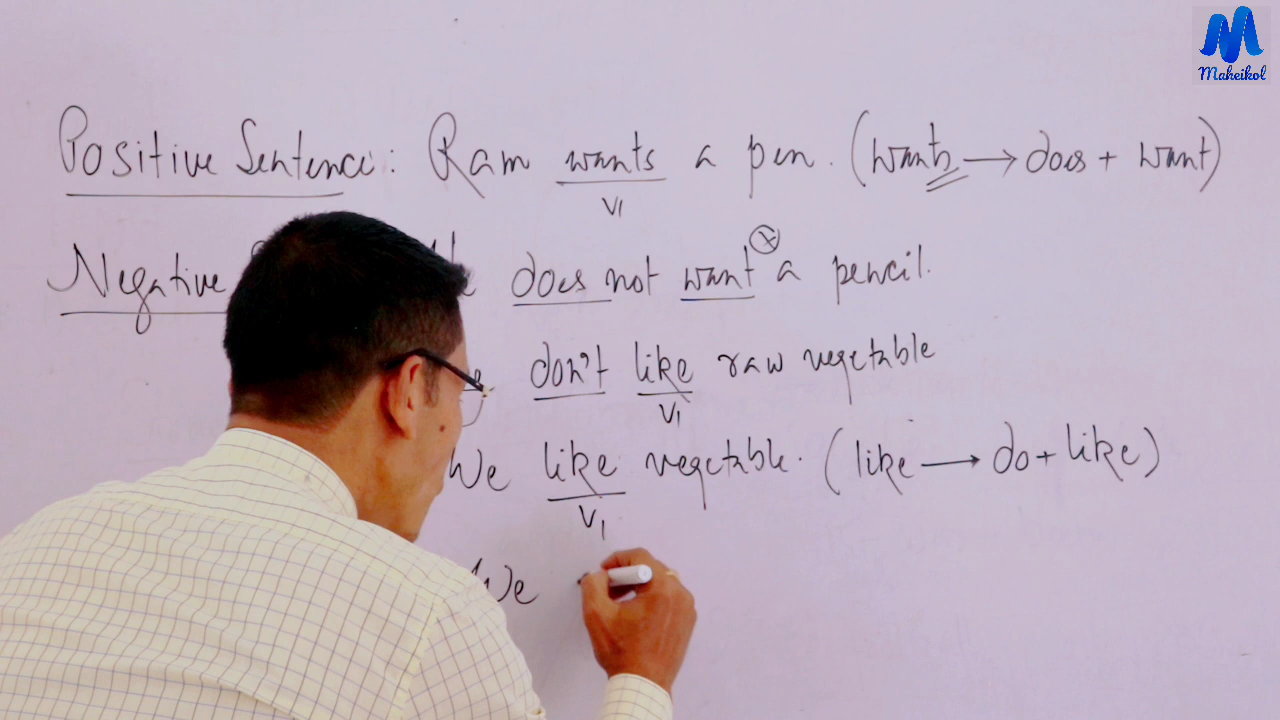 Maheikol
Positive Sentence: Ram wants a pen. (wants → does + want)
V1
Negative does not want (x) a pencil.
don't like raw vegetable
V1
We like vegetable. (like → do + like)
V1
We